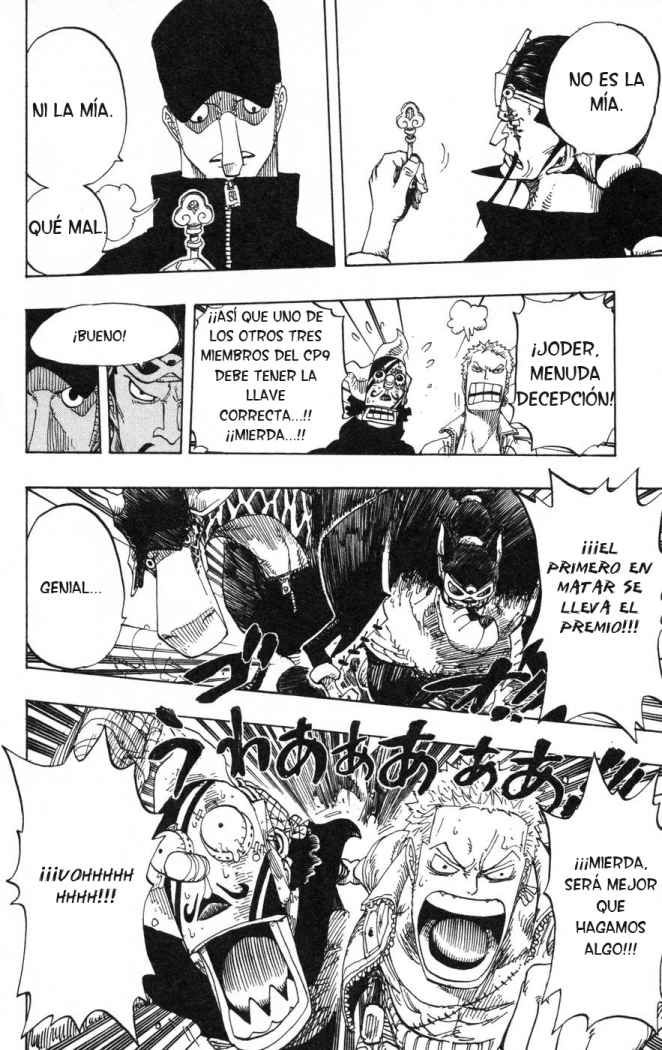 NO ES LA
MÍA.
NI LA MÍA.
QUÉ MAL.
¡JODER,
MENUDA
DECEPCIÓN!
¡¡ASÍ QUE UNO DE
LOS OTROS TRES
MIEMBROS DEL CP9
DEBE TENER LA
LLAVE
CORRECTA...!!
¡¡MIERDA...!!
¡BUENO!
¡¡¡EL
PRIMERO EN
MATAR SE
LLEVA EL
PREMIO!!!
GENIAL...
ゴゴ
うわあああああ
¡¡¡MIERDA,
SERÁ MEJOR
QUE
HAGAMOS
ALGO!!!
¡¡¡VOHHHHH
HHHH!!!